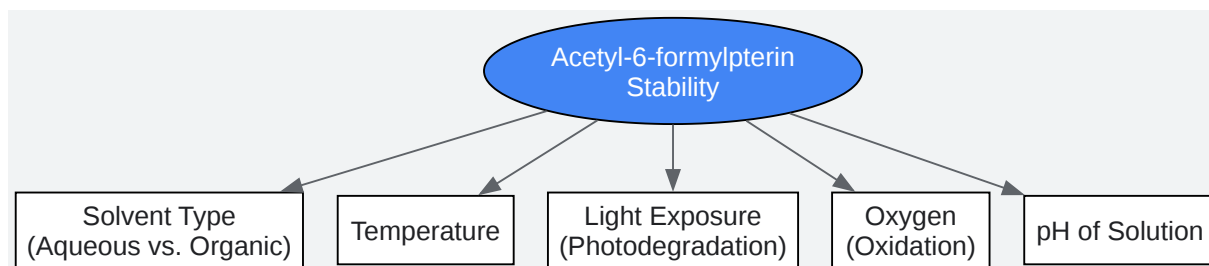 Acetyl-6-formylpterin
Stability
Solvent Type
(Aqueous vs. Organic)
Temperature
Light Exposure
(Photodegradation)
Oxygen
(Oxidation)
pH of Solution